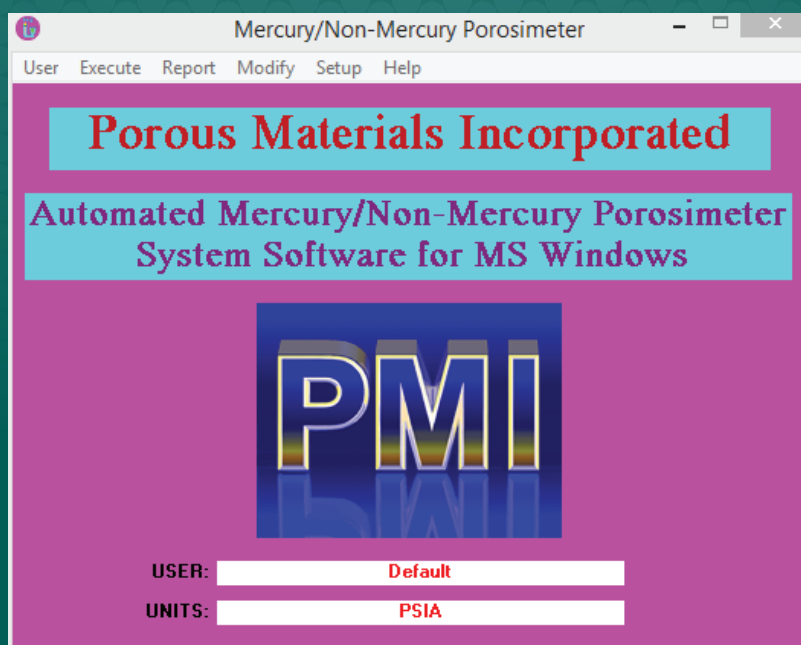 Mercury/Non-Mercury Porosimeter
User Execute Report Modify Setup Help
Porous Materials Incorporated
Automated Mercury/Non-Mercury Porosimeter
System Software for MS Windows
PMI
USER: Default
UNITS: PSIA